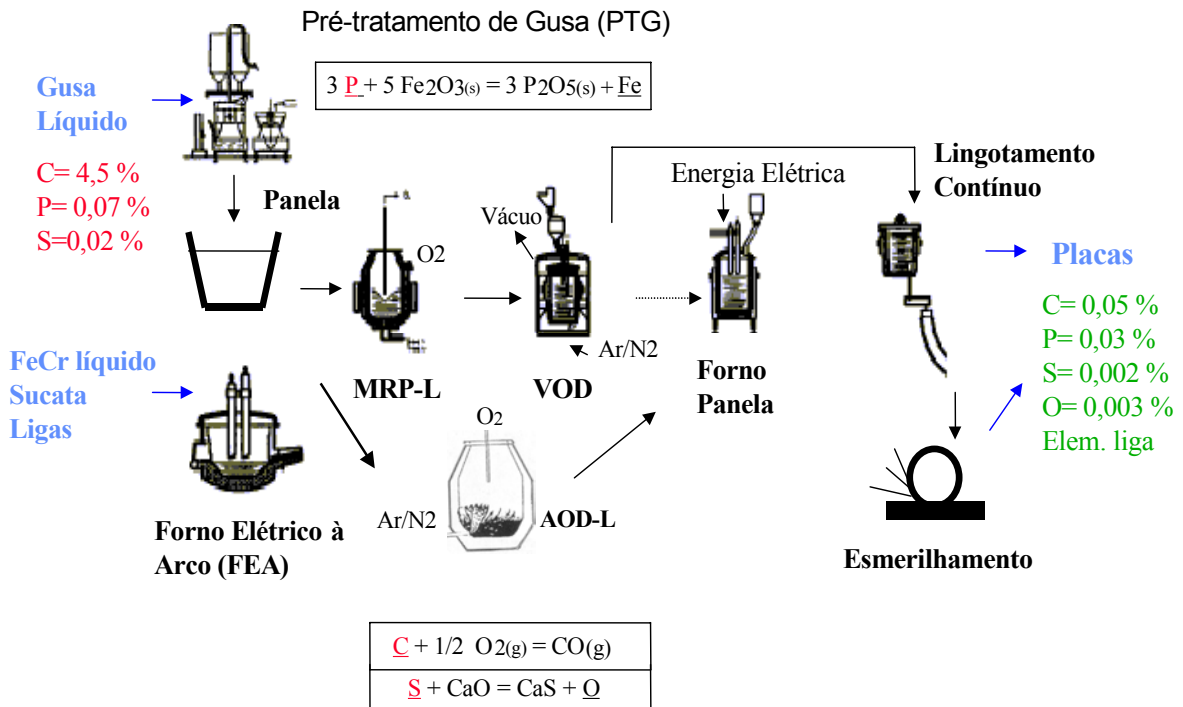 Pré-tratamento de Gusa (PTG)
3 P + 5 Fe2O3(s) = 3 P2O5(s) + Fe
Gusa
Líquido
C= 4,5 %
P= 0,07 %
S=0,02 %
Panela
O2
MRP-L
Vácuo
Ar/N2
VOD
Energia Elétrica
Forno
Panela
Lingotamento
Contínuo
Placas
C= 0,05 %
P= 0,03 %
S= 0,002 %
O= 0,003 %
Elem. liga
FeCr líquido
Sucata
Ligas
Forno Elétrico à
Arco (FEA)
O2
Ar/N2
AOD-L
Esmerilhamento
C + 1/2 O2(g) = CO(g)
S + CaO = CaS + O